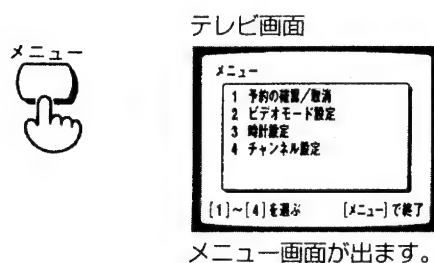 メニュー
テレビ画面
メニュー
1 予約の確認/取消
2 ビデオモード設定
3 時計設定
4 チャンネル設定
[1]~[4]を選ぶ [メニュー]で終了
メニュー画面が出ます。